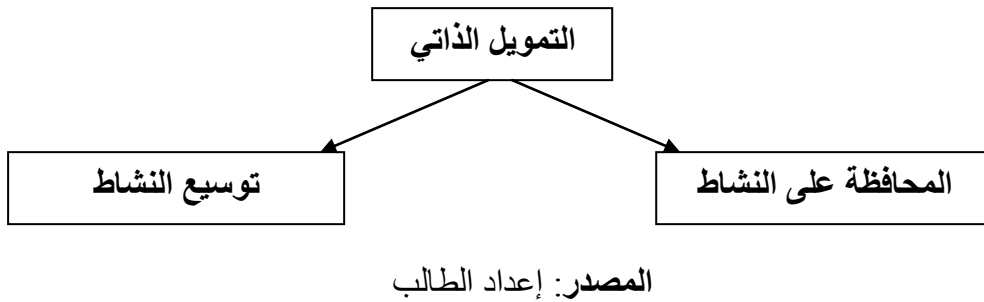 التمويل الذاتي
المحافظة على النشاط
توسيع النشاط
المصدر: إعداد الطالب